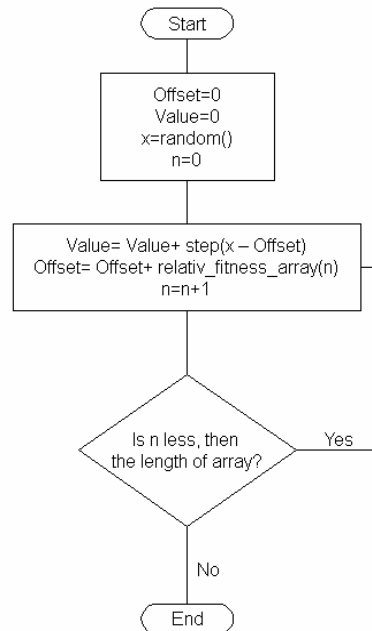 Start
Offset=0
Value=0
x=random()
n=0
Value= Value+ step(x – Offset)
Offset= Offset+ relativ_fitness_array(n)
n=n+1
Is n less, then
the length of array?
Yes
No
End